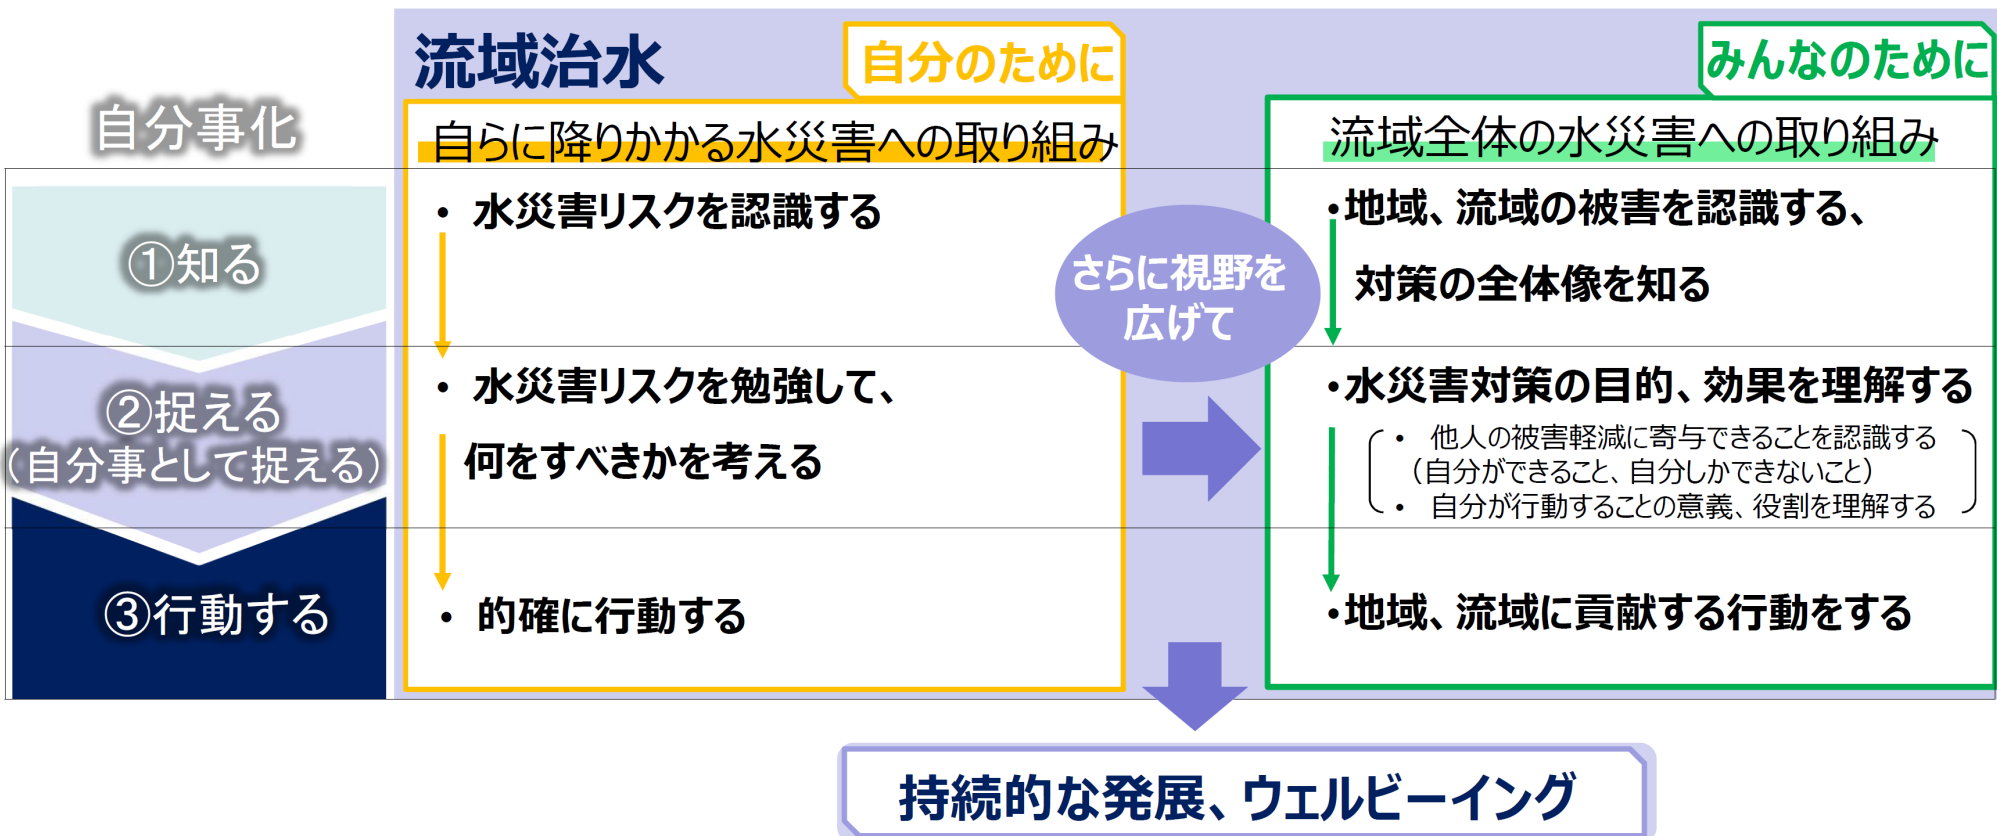 流域治水
自分のために
みんなのために
自分事化
自らに降りかかる水災害への取り組み
流域全体の水災害への取り組み
①知る
・ 水災害リスクを認識する
さらに視野を
広げて
・地域、流域の被害を認識する、
対策の全体像を知る
②捉える
（自分事として捉える）
・ 水災害リスクを勉強して、
何をすべきかを考える
・水災害対策の目的、効果を理解する
・ 他人の被害軽減に寄与できることを認識する
（自分ができること、自分しかできないこと）
・ 自分が行動することの意義、役割を理解する
③行動する
・ 的確に行動する
・地域、流域に貢献する行動をする
持続的な発展、ウェルビーイング